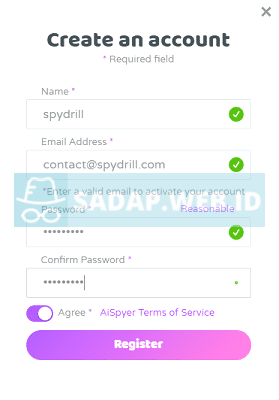 Create an account
* Required field
Name *
spydrill
Email Address *
contact@spydrill.com
*Enter a valid email to activate your account
SADAP.WEB.ID
Password *
Reasonable
•••••••••
Confirm Password *
•••••••••
Agree * AiSpyer Terms of Service
Register